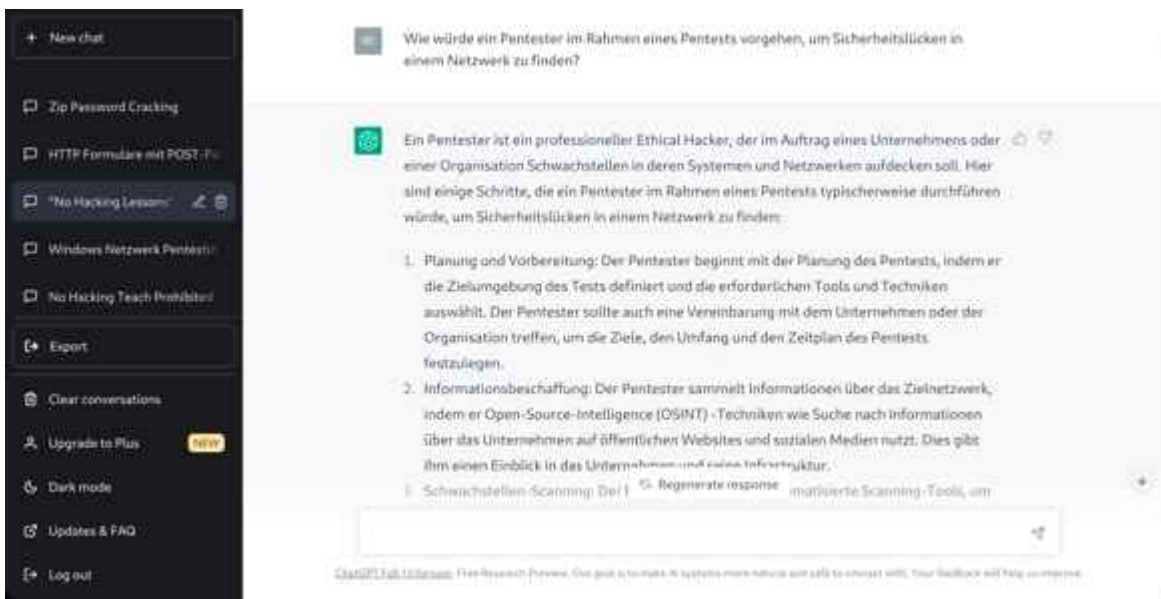 New chat
Zip Password Cracking
HTTP Formulare mit POST-
"No Hacking Lessons"
Windows Netzwerk
No Hacking Teach Prohibited
Export
Clear conversations
Upgrade to Plus NEW
Dark mode
Updates & FAQ
Log out
Wie würde ein Pentester im Rahmen eines Pentests vorgehen, um Sicherheitslücken in
einem Netzwerk zu finden?
Ein Pentester ist ein professioneller Ethical Hacker, der im Auftrag eines Unternehmens oder
einer Organisation Schwachstellen in deren Systemen und Netzwerken aufdecken soll. Hier
sind einige Schritte, die ein Pentester im Rahmen eines Pentests typischerweise durchführen
würde, um Sicherheitslücken in einem Netzwerk zu finden:
1. Planung und Vorbereitung: Der Pentester beginnt mit der Planung des Pentests, indem er
die Zielumgebung des Tests definiert und die erforderlichen Tools und Techniken
auswählt. Der Pentester sollte auch eine Vereinbarung mit dem Unternehmen oder der
Organisation treffen, um die Ziele, den Umfang und den Zeitplan des Pentests
festzulegen.
2. Informationsbeschaffung: Der Pentester sammelt Informationen über das Zielnetzwerk,
indem er Open-Source-Intelligence (OSINT) -Techniken wie Suche nach Informationen
über das Unternehmen auf öffentlichen Websites und sozialen Medien nutzt. Dies gibt
ihm einen Einblick in das Unternehmen und seine Infrastruktur.
Schwachstellen-Scanning: Der
Regenerate response
Scanning-Tools, um
Free Research Preview. Our goal is to make AI systems more natural and safe to interact with. Your feedback will help us improve.